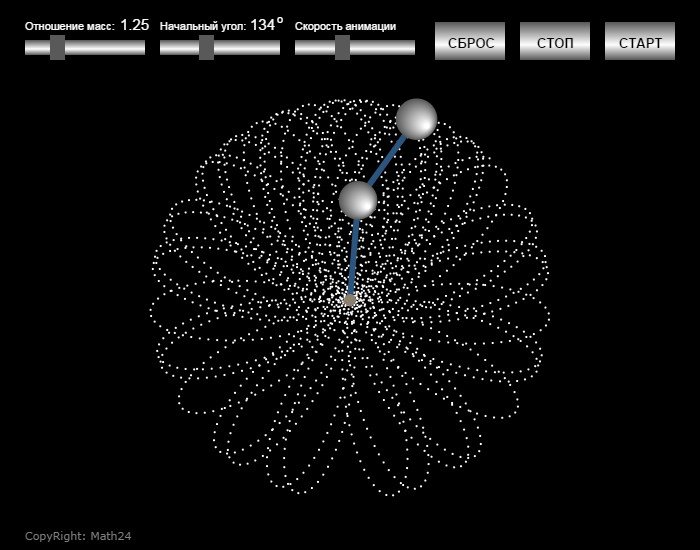 Отношение масс: 1.25 Начальный угол: 134° Скорость анимации
СБРОС СТОП СТАРТ
CopyRight: Math24